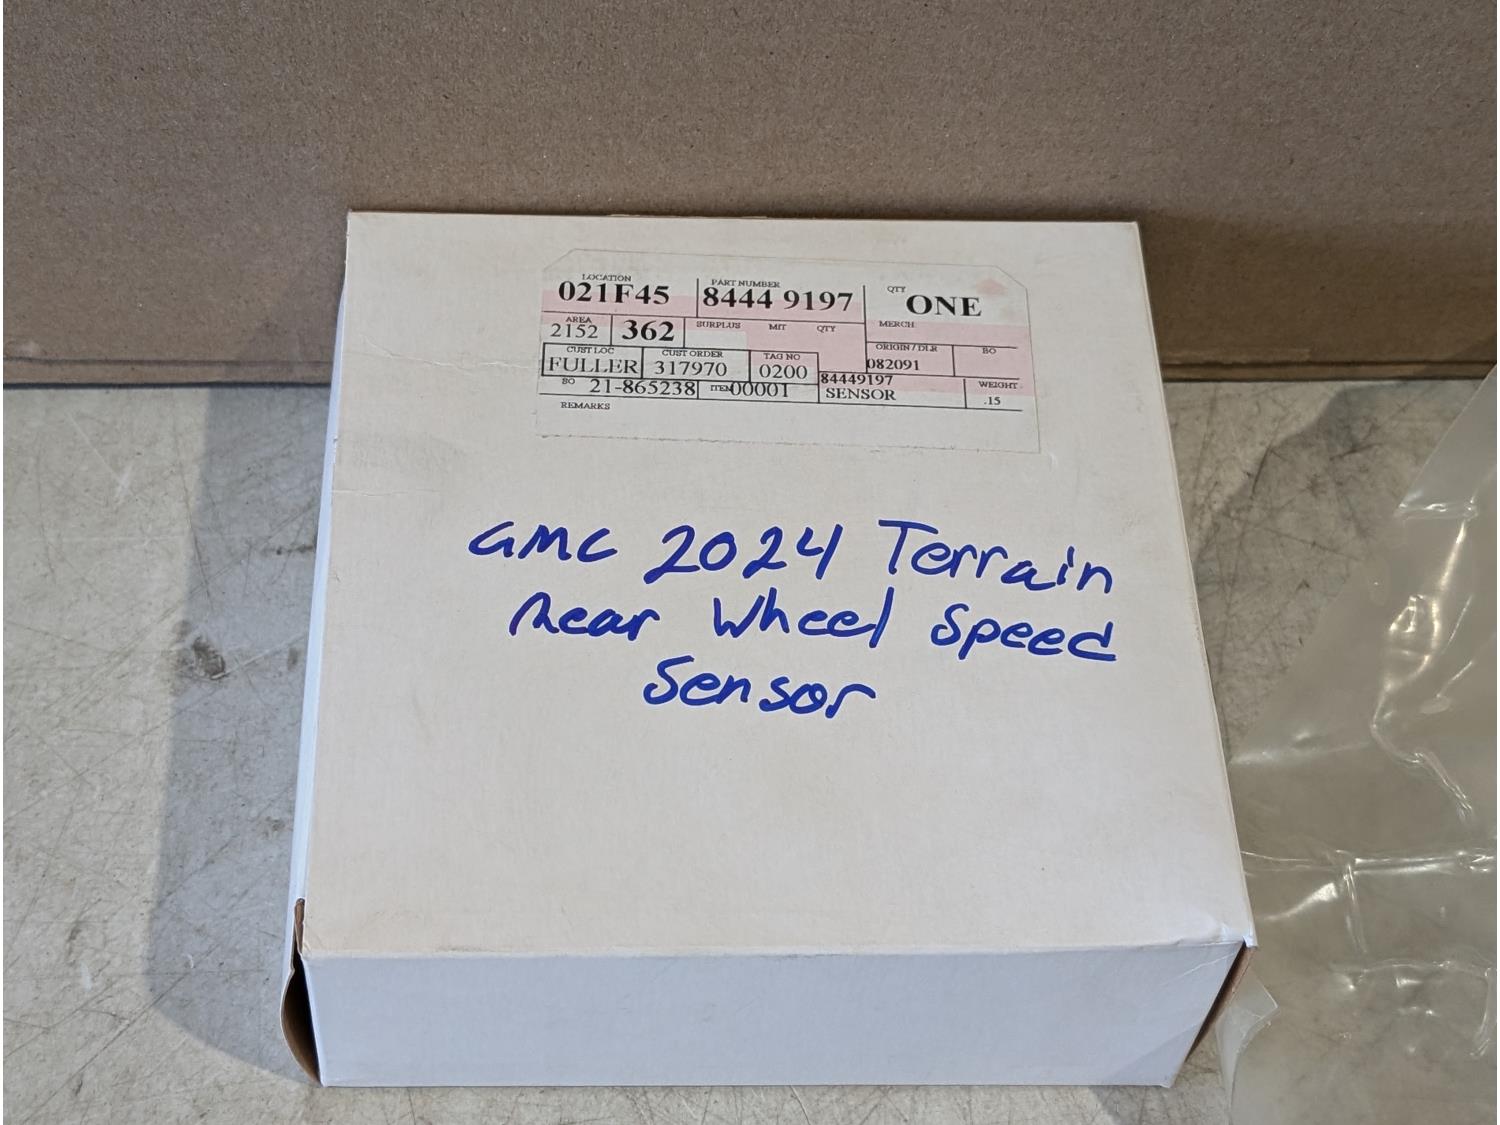 LOCATION PART NUMBER QTY
021F45 8444 9197 ONE
AREA SURPLUS MIT QTY MERCH
2152 362
CUST LOC CUST ORDER TAG NO ORIGIN / DLR BO
FULLER 317970 0200 082091
SO 21-865238 ITEM 00001 84449197 WEIGHT
SENSOR .15
REMARKS
GMC 2024 Terrain
Rear Wheel Speed
Sensor